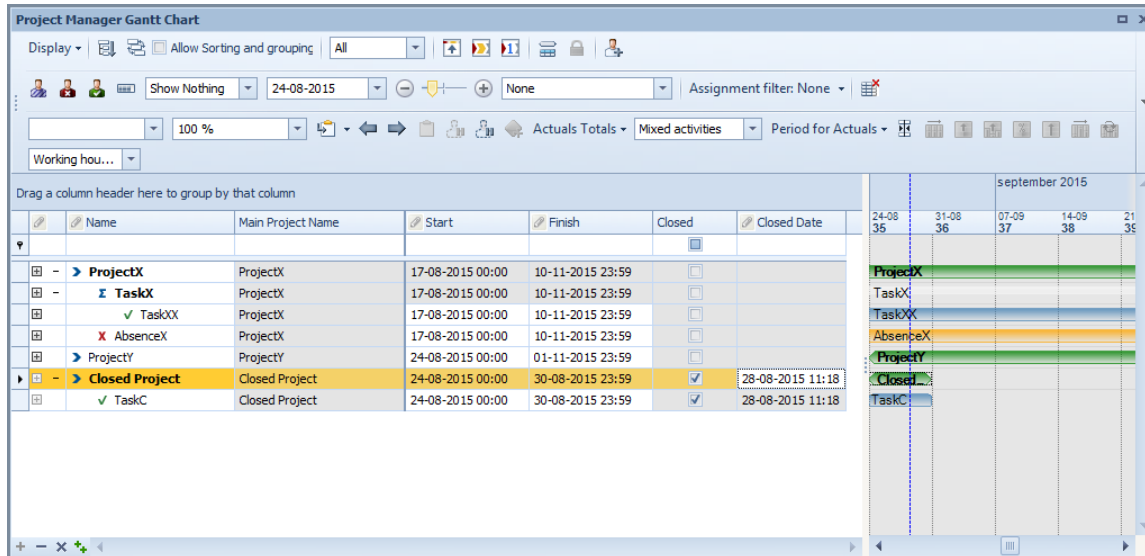 Project Manager Gantt Chart
Display Allow Sorting and grouping All
Show Nothing 24-08-2015 None Assignment filter: None
100 % Actuals Totals Mixed activities Period for Actuals
Working hou...
Drag a column header here to group by that column
september 2015
Name Main Project Name Start Finish Closed Closed Date 24-08 31-08 07-09 14-09 21
35 36 37 38 39
ProjectX ProjectX 17-08-2015 00:00 10-11-2015 23:59 ProjectX
Σ TaskX ProjectX 17-08-2015 00:00 10-11-2015 23:59 TaskX
TaskXX ProjectX 17-08-2015 00:00 10-11-2015 23:59 TaskXX
AbsenceX ProjectX 17-08-2015 00:00 10-11-2015 23:59 AbsenceX
ProjectY ProjectY 24-08-2015 00:00 01-11-2015 23:59 ProjectY
Closed Project Closed Project 24-08-2015 00:00 30-08-2015 23:59 28-08-2015 11:18 Closed_
TaskC Closed Project 24-08-2015 00:00 30-08-2015 23:59 28-08-2015 11:18 TaskC